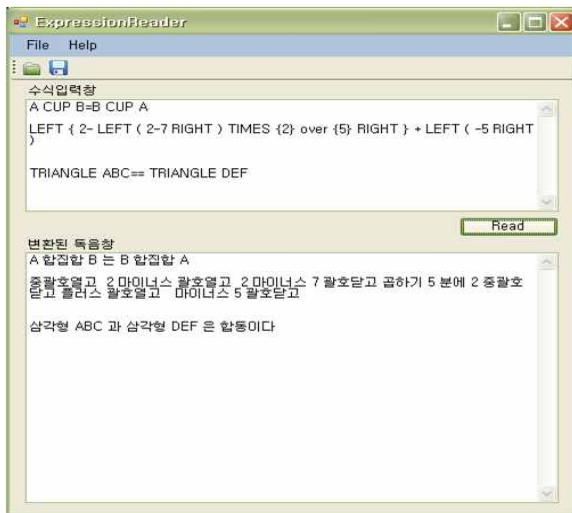 ExpressionReader
File Help
수식입력창
A CUP B=B CUP A
LEFT { 2- LEFT ( 2-7 RIGHT ) TIMES {2} over {5} RIGHT } + LEFT ( -5 RIGHT
)
TRIANGLE ABC== TRIANGLE DEF
Read
변환된 독음창
A 합집합 B 는 B 합집합 A
중괄호열고 2 마이너스 괄호열고 2 마이너스 7 괄호닫고 곱하기 5 분에 2 중괄호
닫고 플러스 괄호열고 마이너스 5 괄호닫고
삼각형 ABC 과 삼각형 DEF 은 합동이다